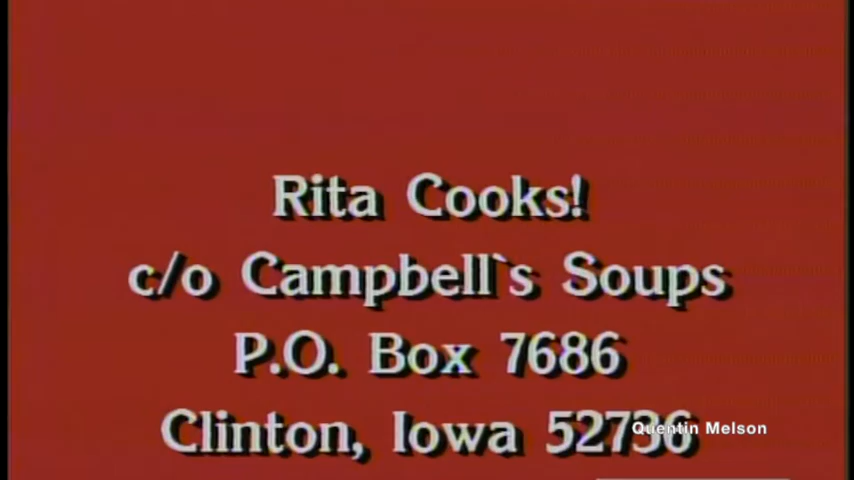 Rita Cooks!
c/o Campbell`s Soups
P.O. Box 7686
Clinton, Iowa 52736
Quentin Melson